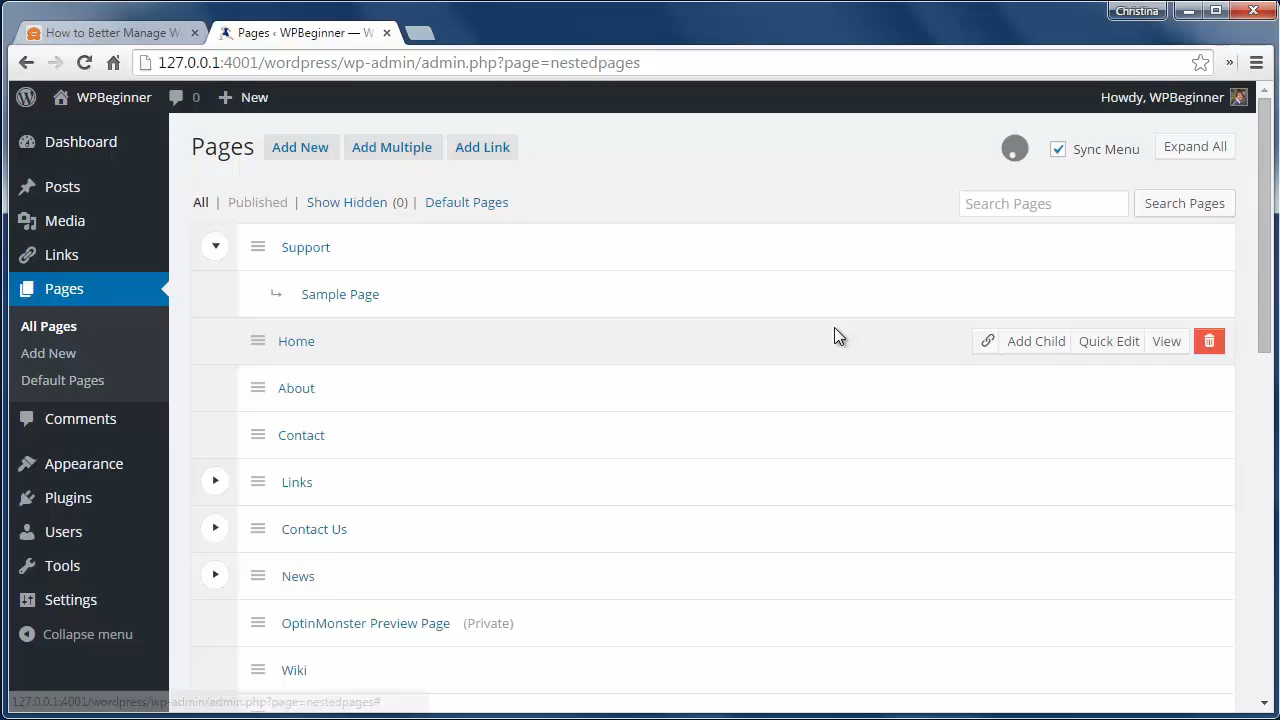 Christina
How to Better Manage W
Pages ‹ WPBeginner — W
127.0.0.1:4001/wordpress/wp-admin/admin.php?page=nestedpages
WPBeginner 0 New Howdy, WPBeginner
Dashboard
Posts
Media
Links
Pages
All Pages
Add New
Default Pages
Comments
Appearance
Plugins
Users
Tools
Settings
Collapse menu
Pages Add New Add Multiple Add Link Sync Menu Expand All
All | Published | Show Hidden (0) | Default Pages Search Pages Search Pages
Support
Sample Page
Home Add Child Quick Edit View
About
Contact
Links
Contact Us
News
OptinMonster Preview Page (Private)
Wiki
127.0.0.1:4001/wordpress/wp-admin/admin.php?page=nestedpages#